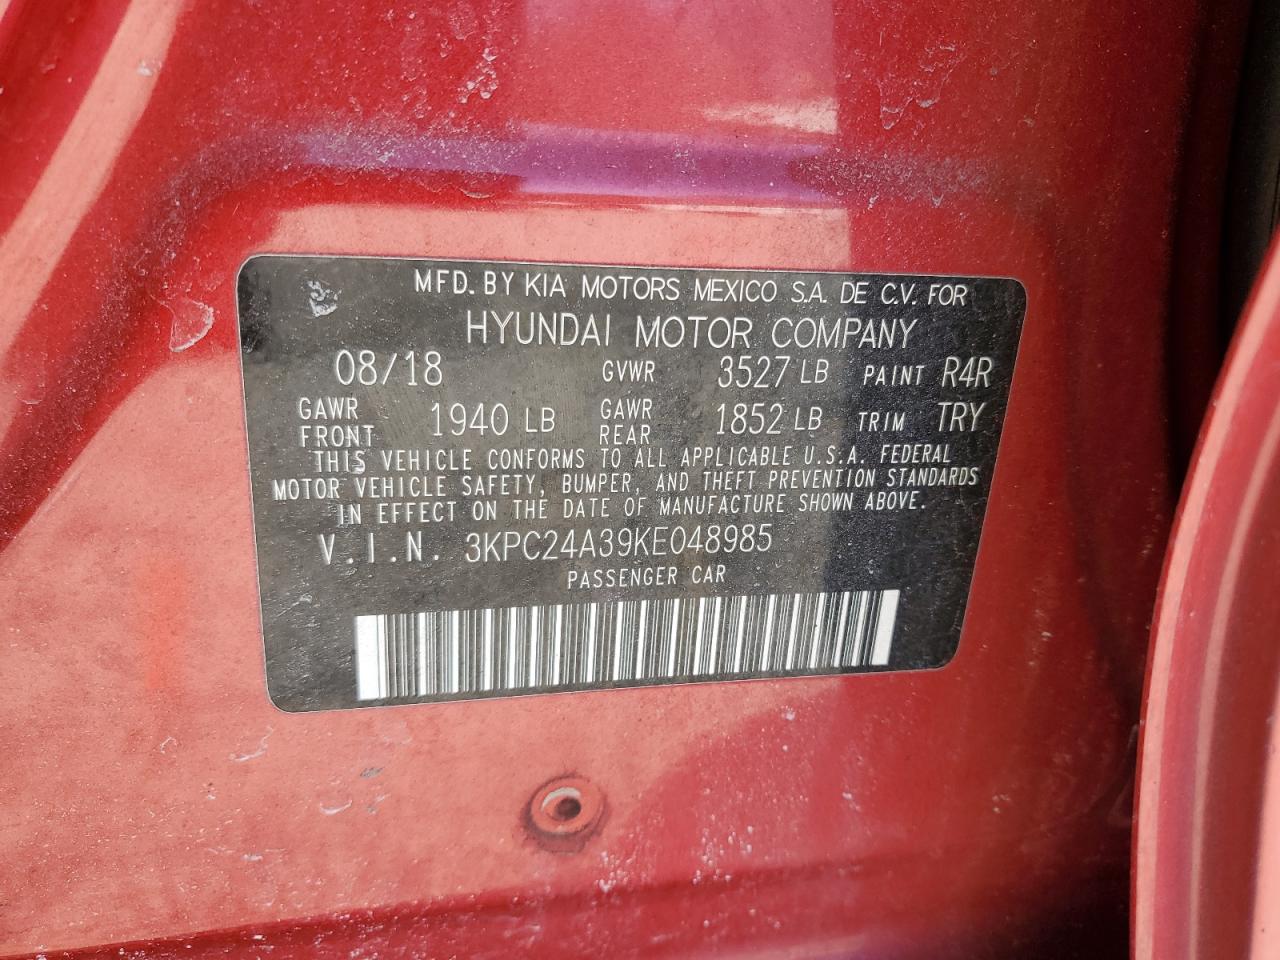 MFD. BY KIA MOTORS MEXICO S.A. DE C.V. FOR
HYUNDAI MOTOR COMPANY
08/18 GVWR 3527 LB PAINT R4R
GAWR FRONT 1940 LB GAWR REAR 1852 LB TRIM TRY
THIS VEHICLE CONFORMS TO ALL APPLICABLE U.S.A. FEDERAL
MOTOR VEHICLE SAFETY, BUMPER, AND THEFT PREVENTION STANDARDS
IN EFFECT ON THE DATE OF MANUFACTURE SHOWN ABOVE.
V.I.N. 3KPC24A39KE048985
PASSENGER CAR